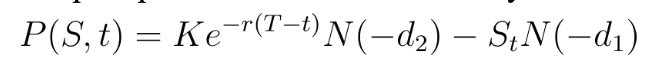 P(S, t) = Ke^{-r(T-t)}N(-d_2) - S_tN(-d_1)